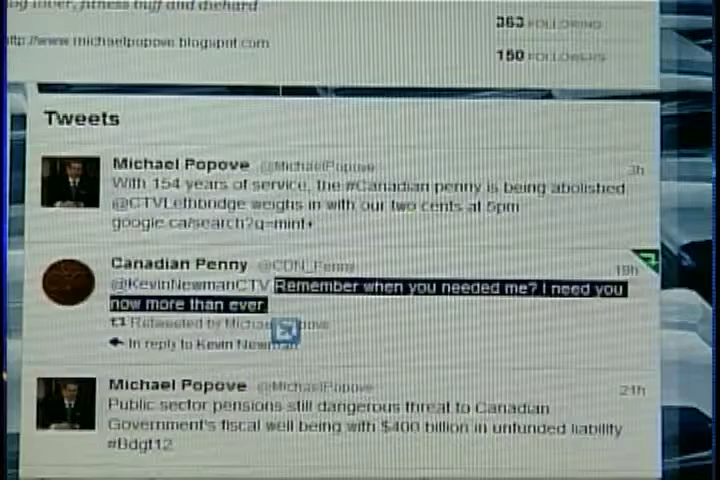 fitness buff and diehard
http://www.michaelpopove.blogspot.com
363 FOLLOWING
150 FOLLOWERS
Tweets
Michael Popove @MichaelPopove 3h
With 154 years of service, the #Canadian penny is being abolished
@CTVLethbridge weighs in with our two cents at 5pm
google.ca/search?q=mint+
Canadian Penny @CDN_Penny 19h
@KevinNewmanCTV Remember when you needed me? I need you
now more than ever.
Retweeted by Michael Popove
In reply to Kevin Newman
Michael Popove @MichaelPopove 21h
Public sector pensions still dangerous threat to Canadian
Government's fiscal well being with $400 billion in unfunded liability
#Bdgt12